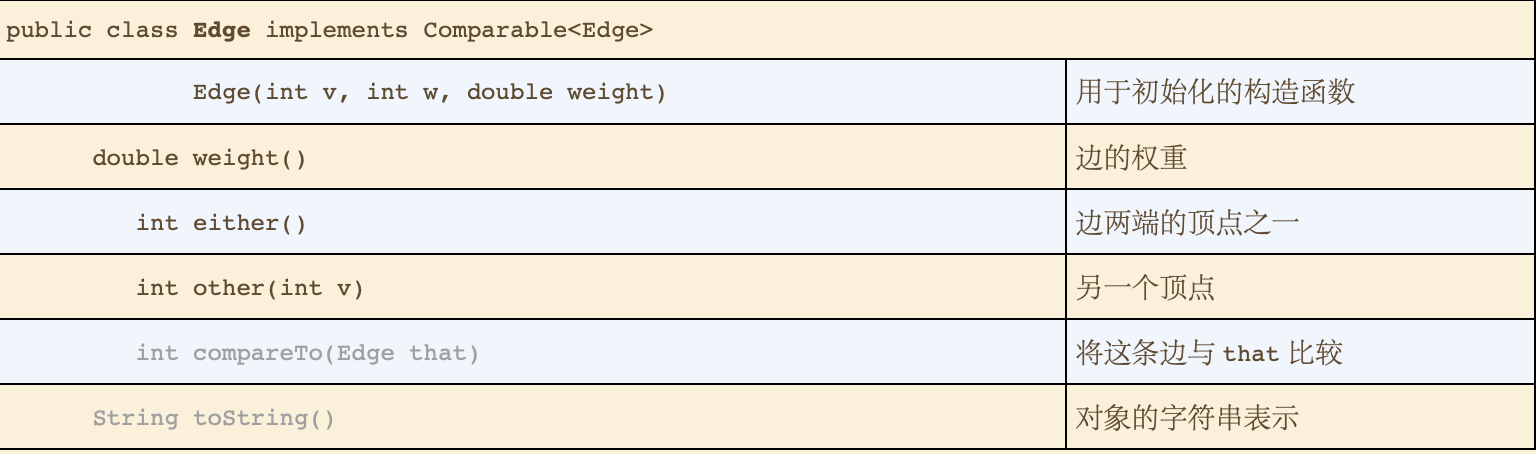 public class Edge implements Comparable<Edge>
Edge(int v, int w, double weight) 用于初始化的构造函数
double weight() 边的权重
int either() 边两端的顶点之一
int other(int v) 另一个顶点
int compareTo(Edge that) 将这条边与 that 比较
String toString() 对象的字符串表示